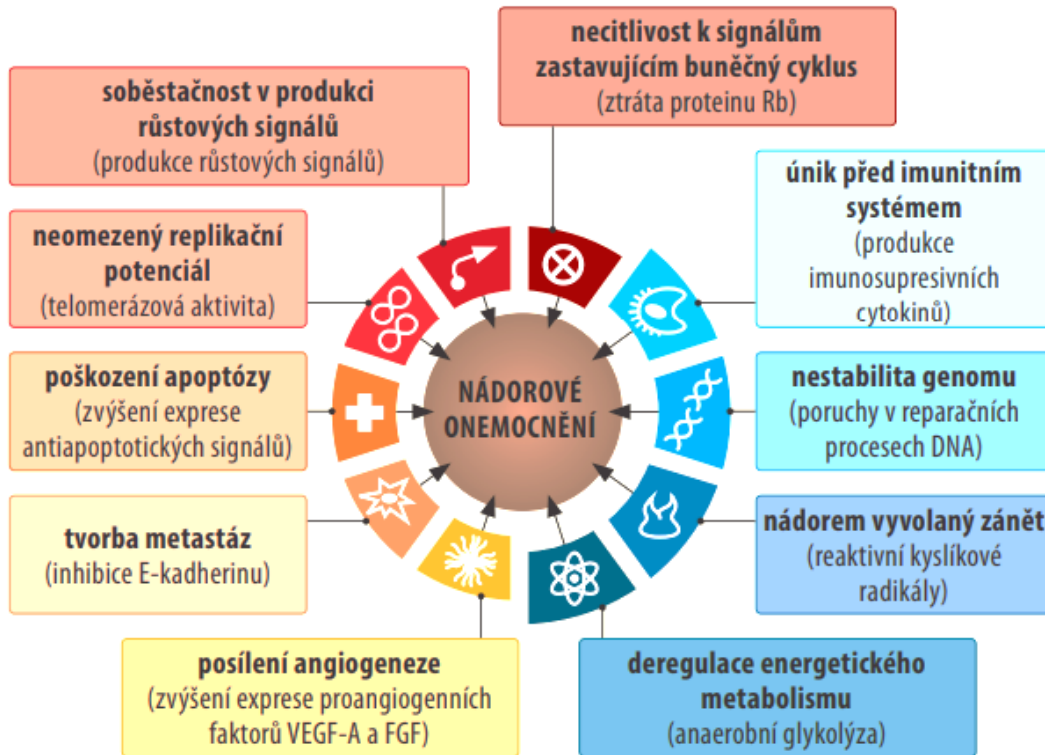 necitlivost k signálům
zastavujícím buněčný cyklus
(ztráta proteinu Rb)
soběstačnost v produkci
růstových signálů
(produkce růstových signálů)
únik před imunitním
systémem
(produkce
imunosupresivních
cytokinů)
neomezený replikační
potenciál
(telomerázová aktivita)
NÁDOROVÉ
ONEMOCNĚNÍ
poškození apoptózy
(zvýšení exprese
antiapoptotických signálů)
nestabilita genomu
(poruchy v reparačních
procesech DNA)
tvorba metastáz
(inhibice E-kadherinu)
nádorem vyvolaný zánět
(reaktivní kyslíkové
radikály)
posílení angiogeneze
(zvýšení exprese proangiogenních
faktorů VEGF-A a FGF)
deregulace energetického
metabolismu
(anaerobní glykolýza)